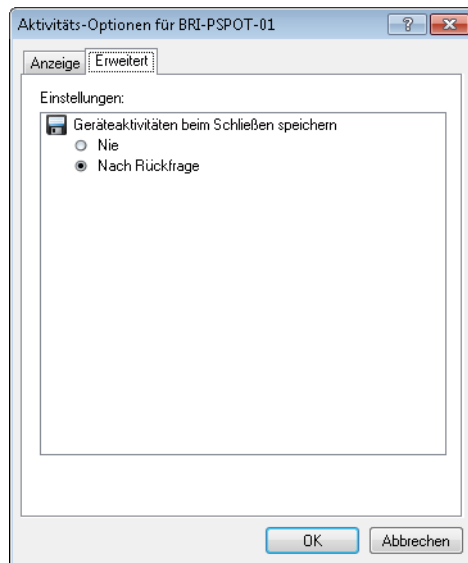 Aktivitäts-Optionen für BRI-PSPOT-01
Anzeige Erweitert
Einstellungen:
Geräteaktivitäten beim Schließen speichern
Nie
Nach Rückfrage
OK Abbrechen